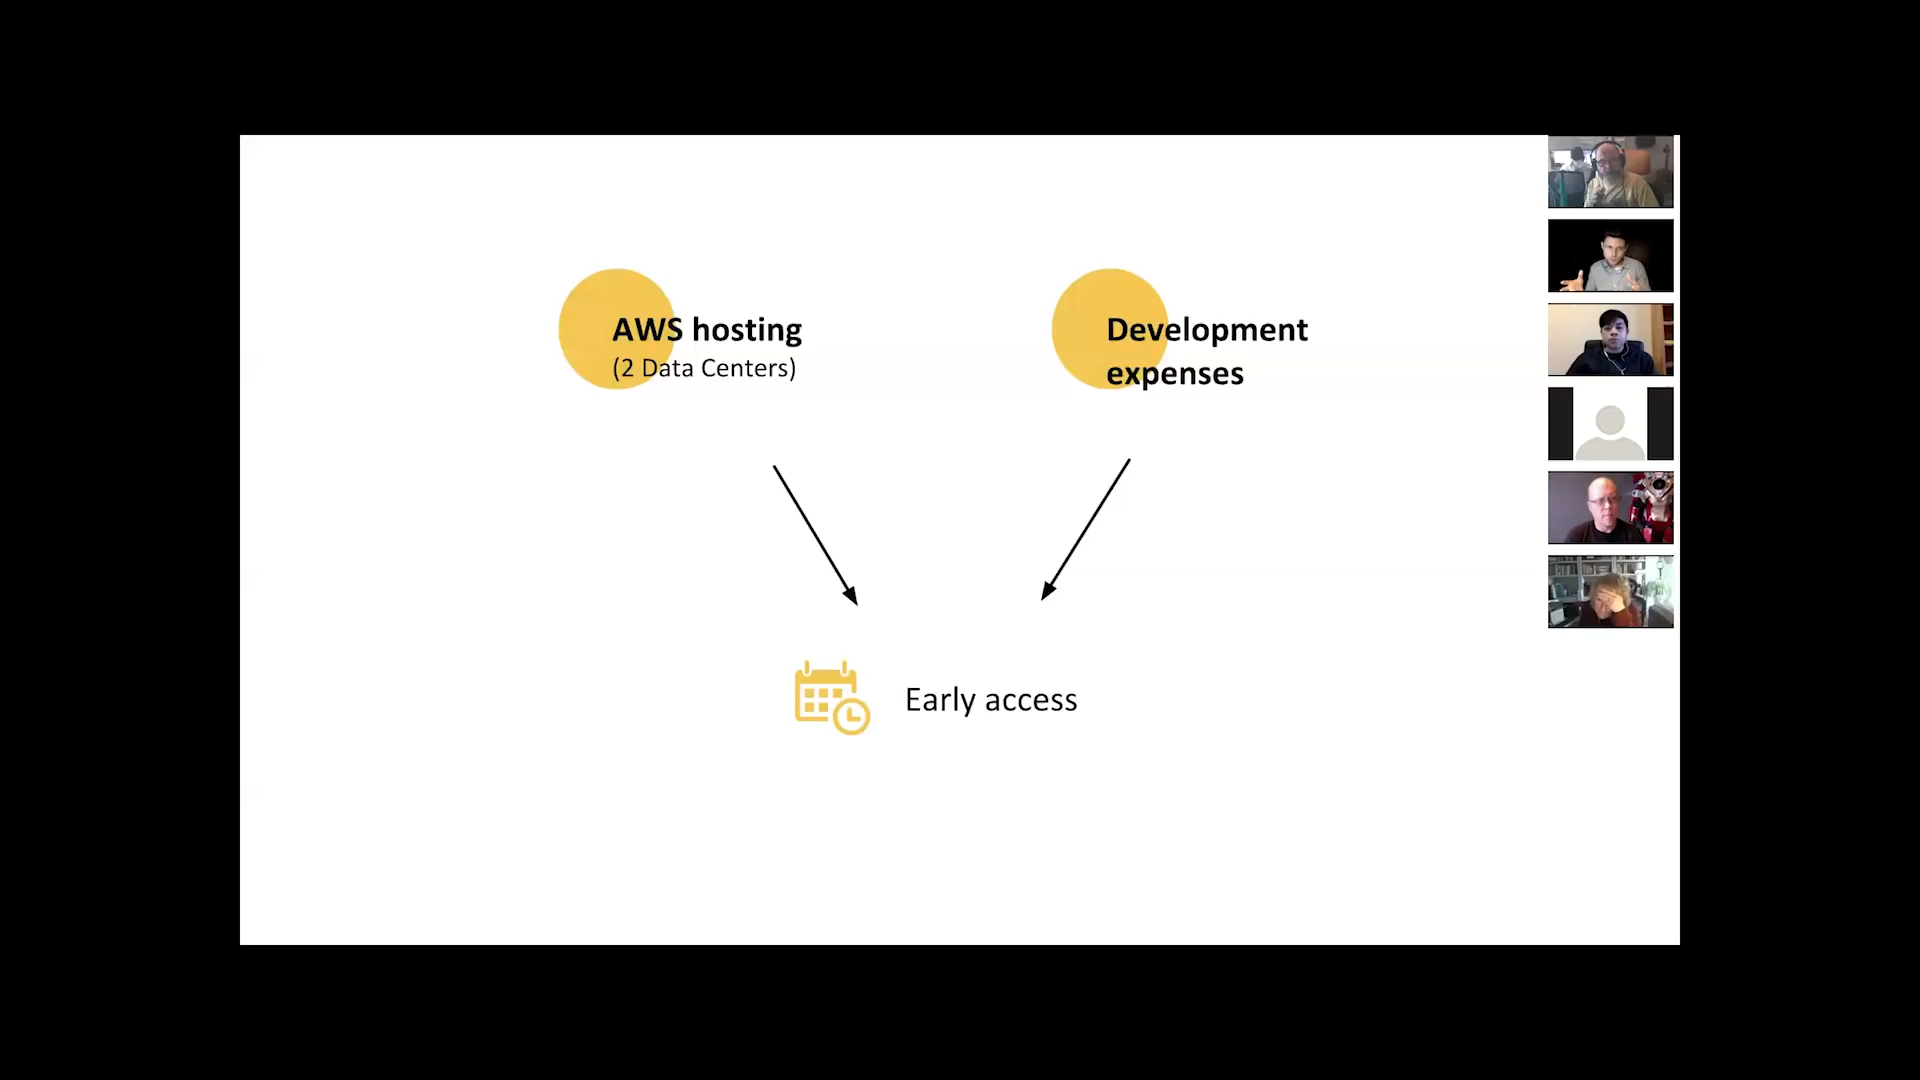 AWS hosting
(2 Data Centers)
Development
expenses
Early access